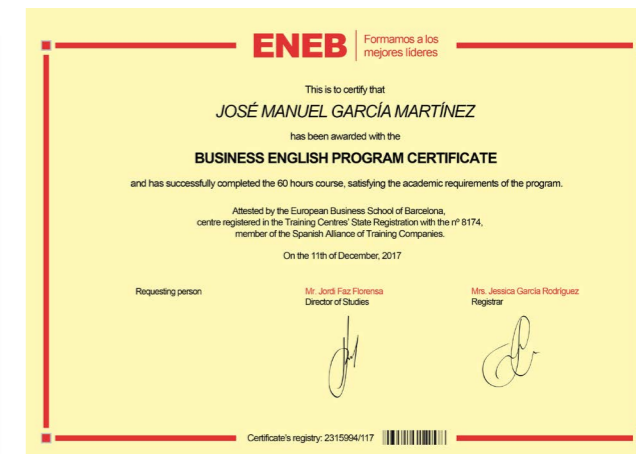 ENEB
Formamos a los
mejores líderes
This is to certify that
JOSÉ MANUEL GARCÍA MARTÍNEZ
has been awarded with the
BUSINESS ENGLISH PROGRAM CERTIFICATE
and has successfully completed the 60 hours course, satisfying the academic requirements of the program.
Attested by the European Business School of Barcelona,
centre registered in the Training Centres' State Registration with the nº 8174,
member of the Spanish Alliance of Training Companies.
On the 11th of December, 2017
Requesting person
Mr. Jordi Faz Florensa
Director of Studies
Mrs. Jessica García Rodríguez
Registrar
Certificate's registry: 2315994/117